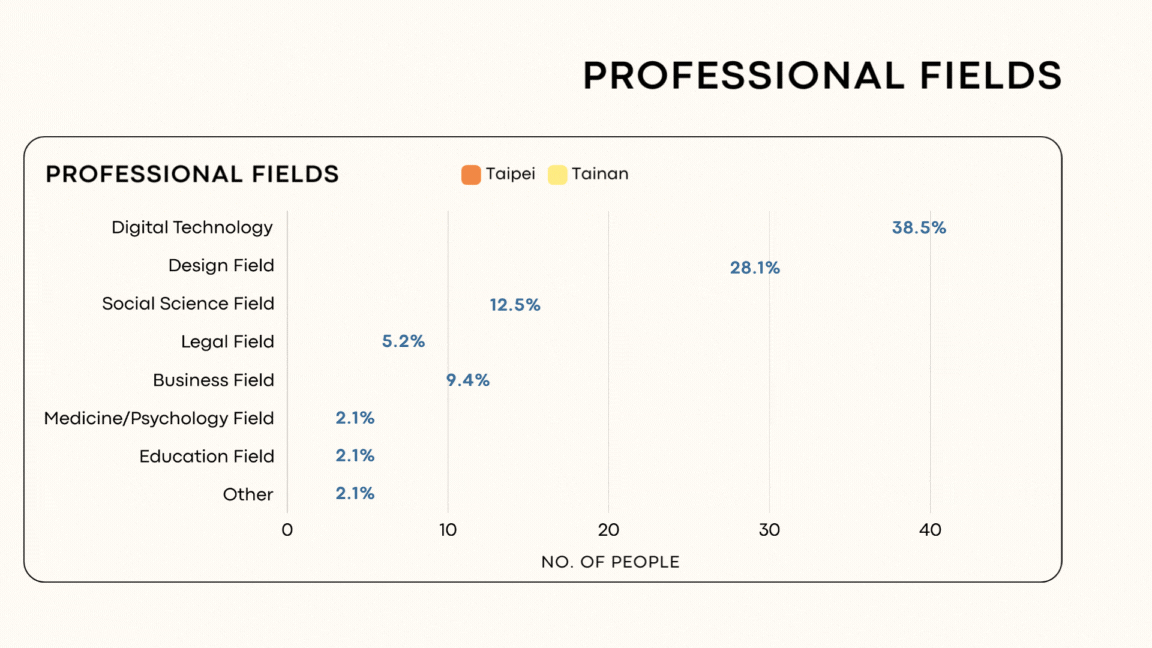 PROFESSIONAL FIELDS
PROFESSIONAL FIELDS
Taipei Tainan
Digital Technology 38.5%
Design Field 28.1%
Social Science Field 12.5%
Legal Field 5.2%
Business Field 9.4%
Medicine/Psychology Field 2.1%
Education Field 2.1%
Other 2.1%
0 10 20 30 40
NO. OF PEOPLE